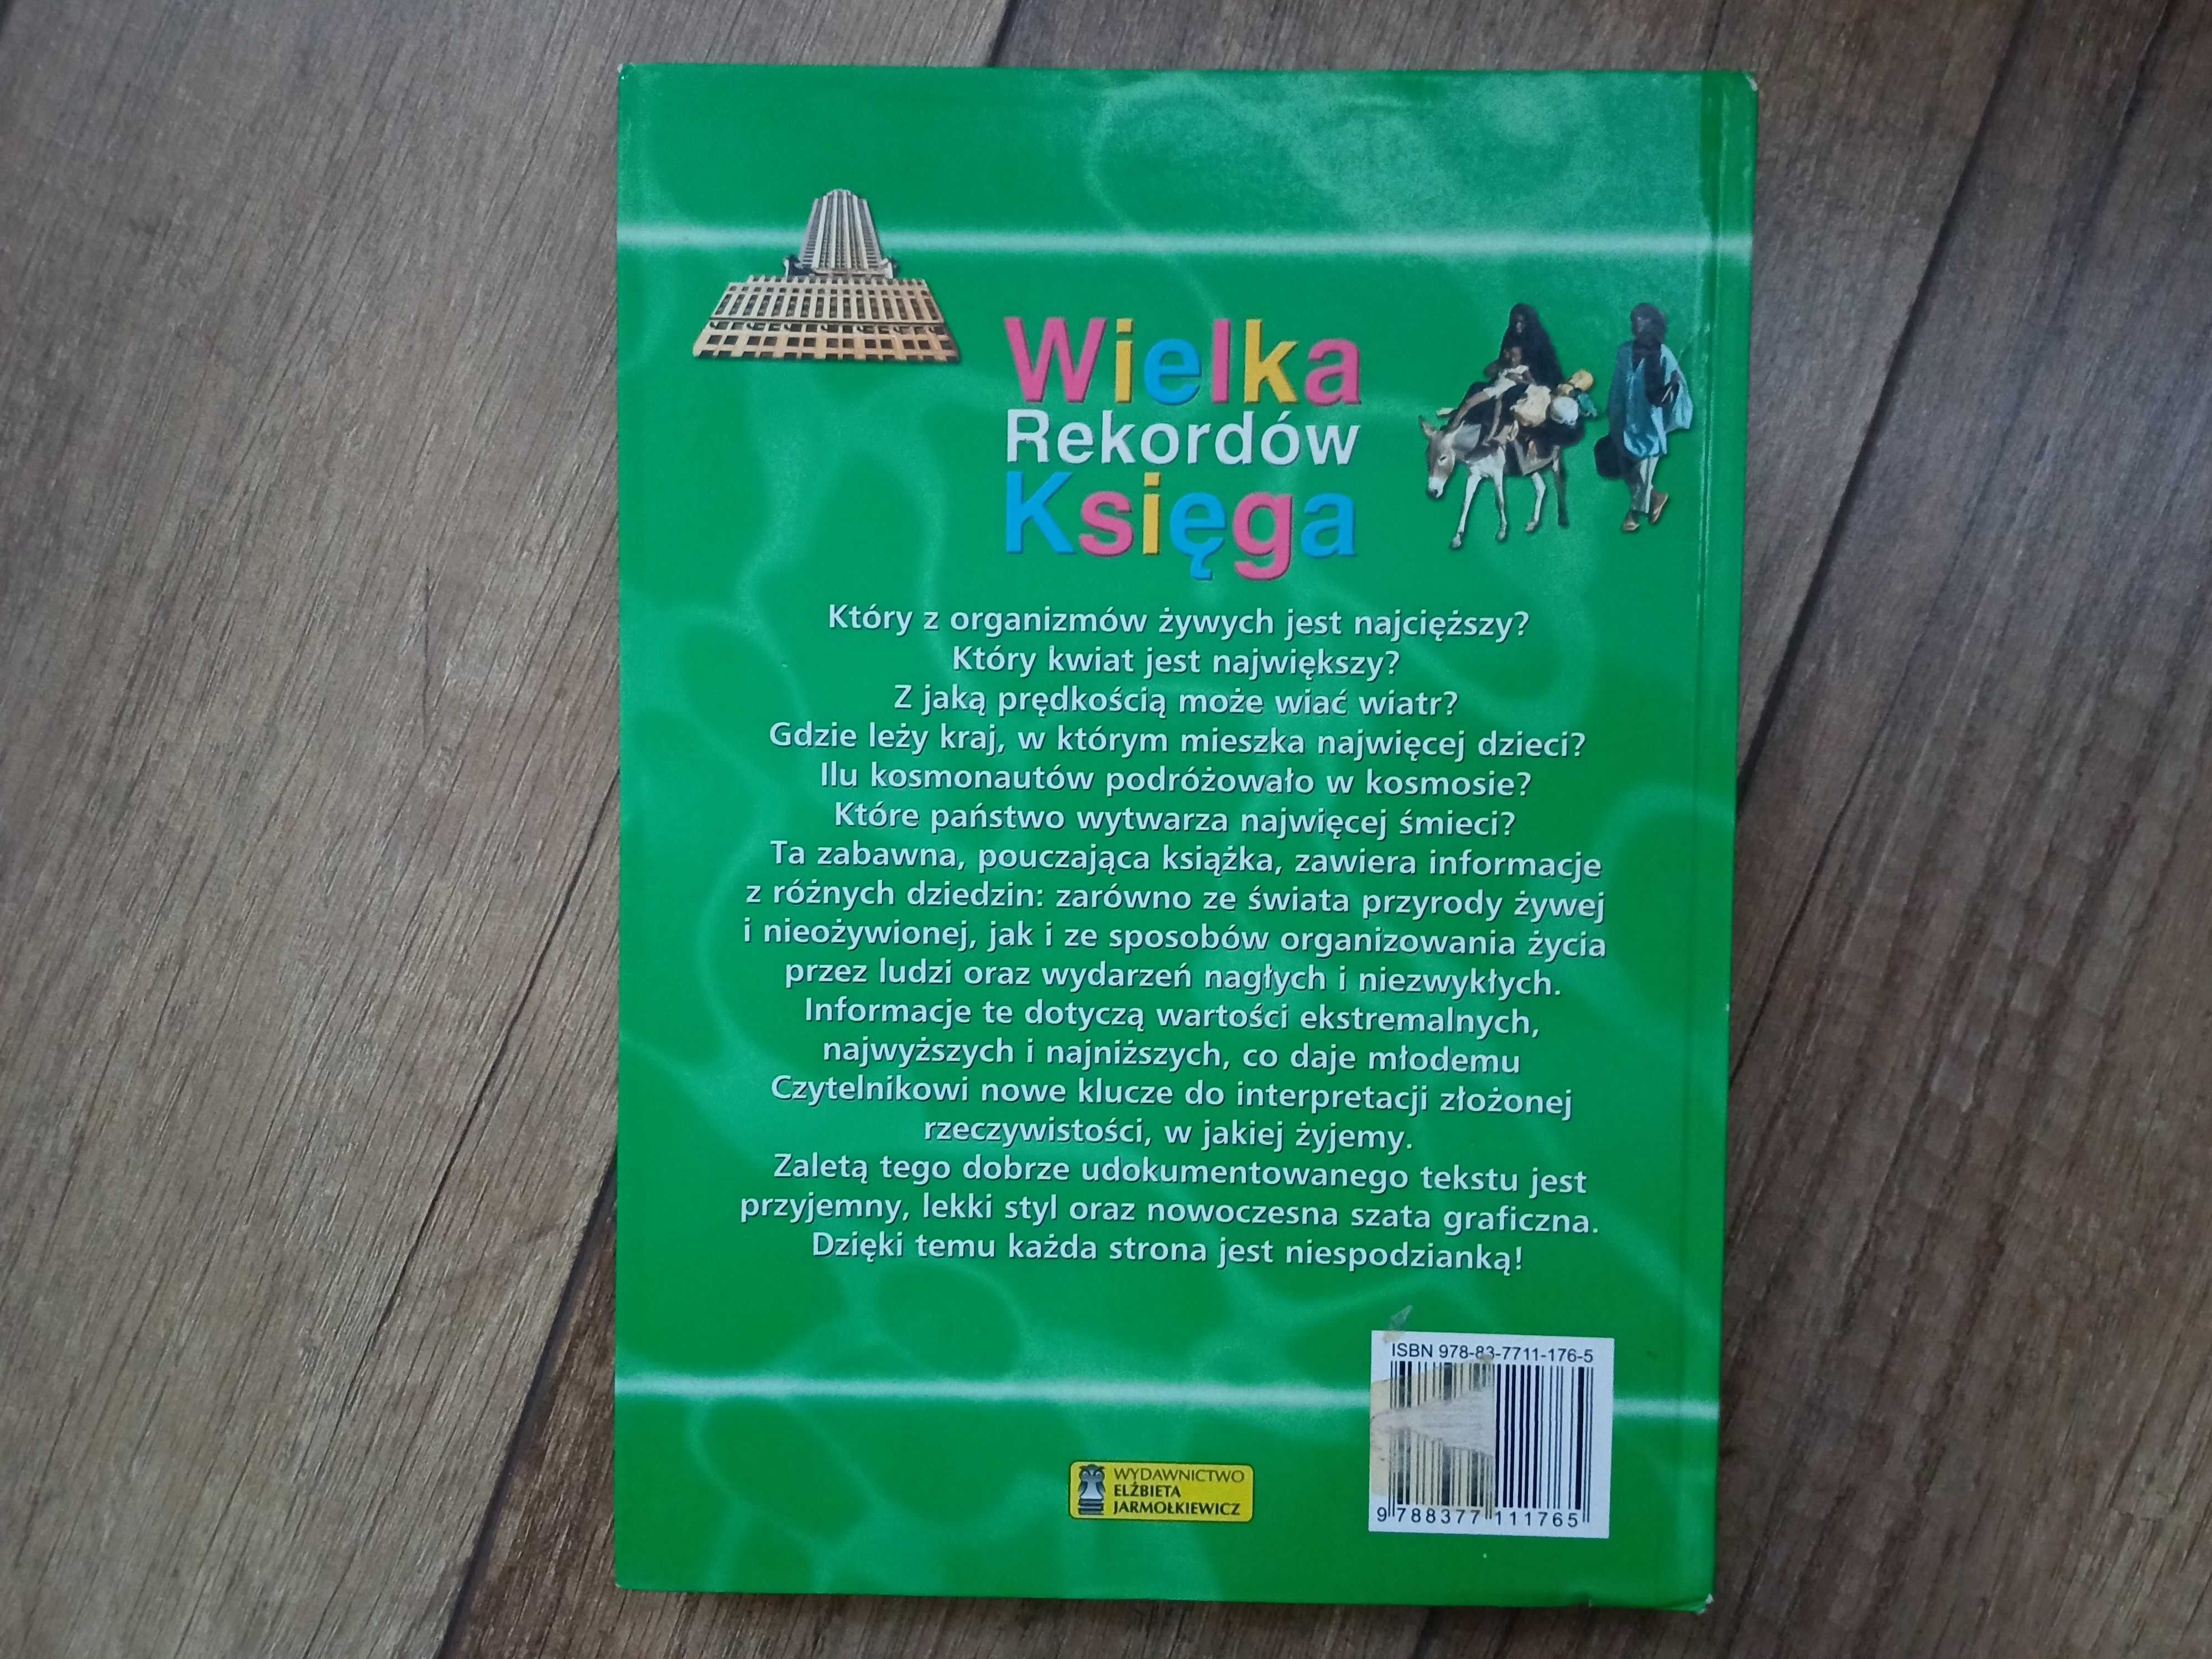 Wielka
Rekordów
Księga
Który z organizmów żywych jest najcięższy?
Który kwiat jest największy?
Z jaką prędkością może wiać wiatr?
Gdzie leży kraj, w którym mieszka najwięcej dzieci?
Ilu kosmonautów podróżowało w kosmosie?
Które państwo wytwarza najwięcej śmieci?
Ta zabawna, pouczająca książka, zawiera informacje
z różnych dziedzin: zarówno ze świata przyrody żywej
i nieożywionej, jak i ze sposobów organizowania życia
przez ludzi oraz wydarzeń nagłych i niezwykłych.
Informacje te dotyczą wartości ekstremalnych,
najwyższych i najniższych, co daje młodemu
Czytelnikowi nowe klucze do interpretacji złożonej
rzeczywistości, w jakiej żyjemy.
Zaletą tego dobrze udokumentowanego tekstu jest
przyjemny, lekki styl oraz nowoczesna szata graficzna.
Dzięki temu każda strona jest niespodzianką!
ISBN 978-83-7711-176-5
9 788377 111765
WYDAWNICTWO
ELŻBIETA
JARMOŁKIEWICZ